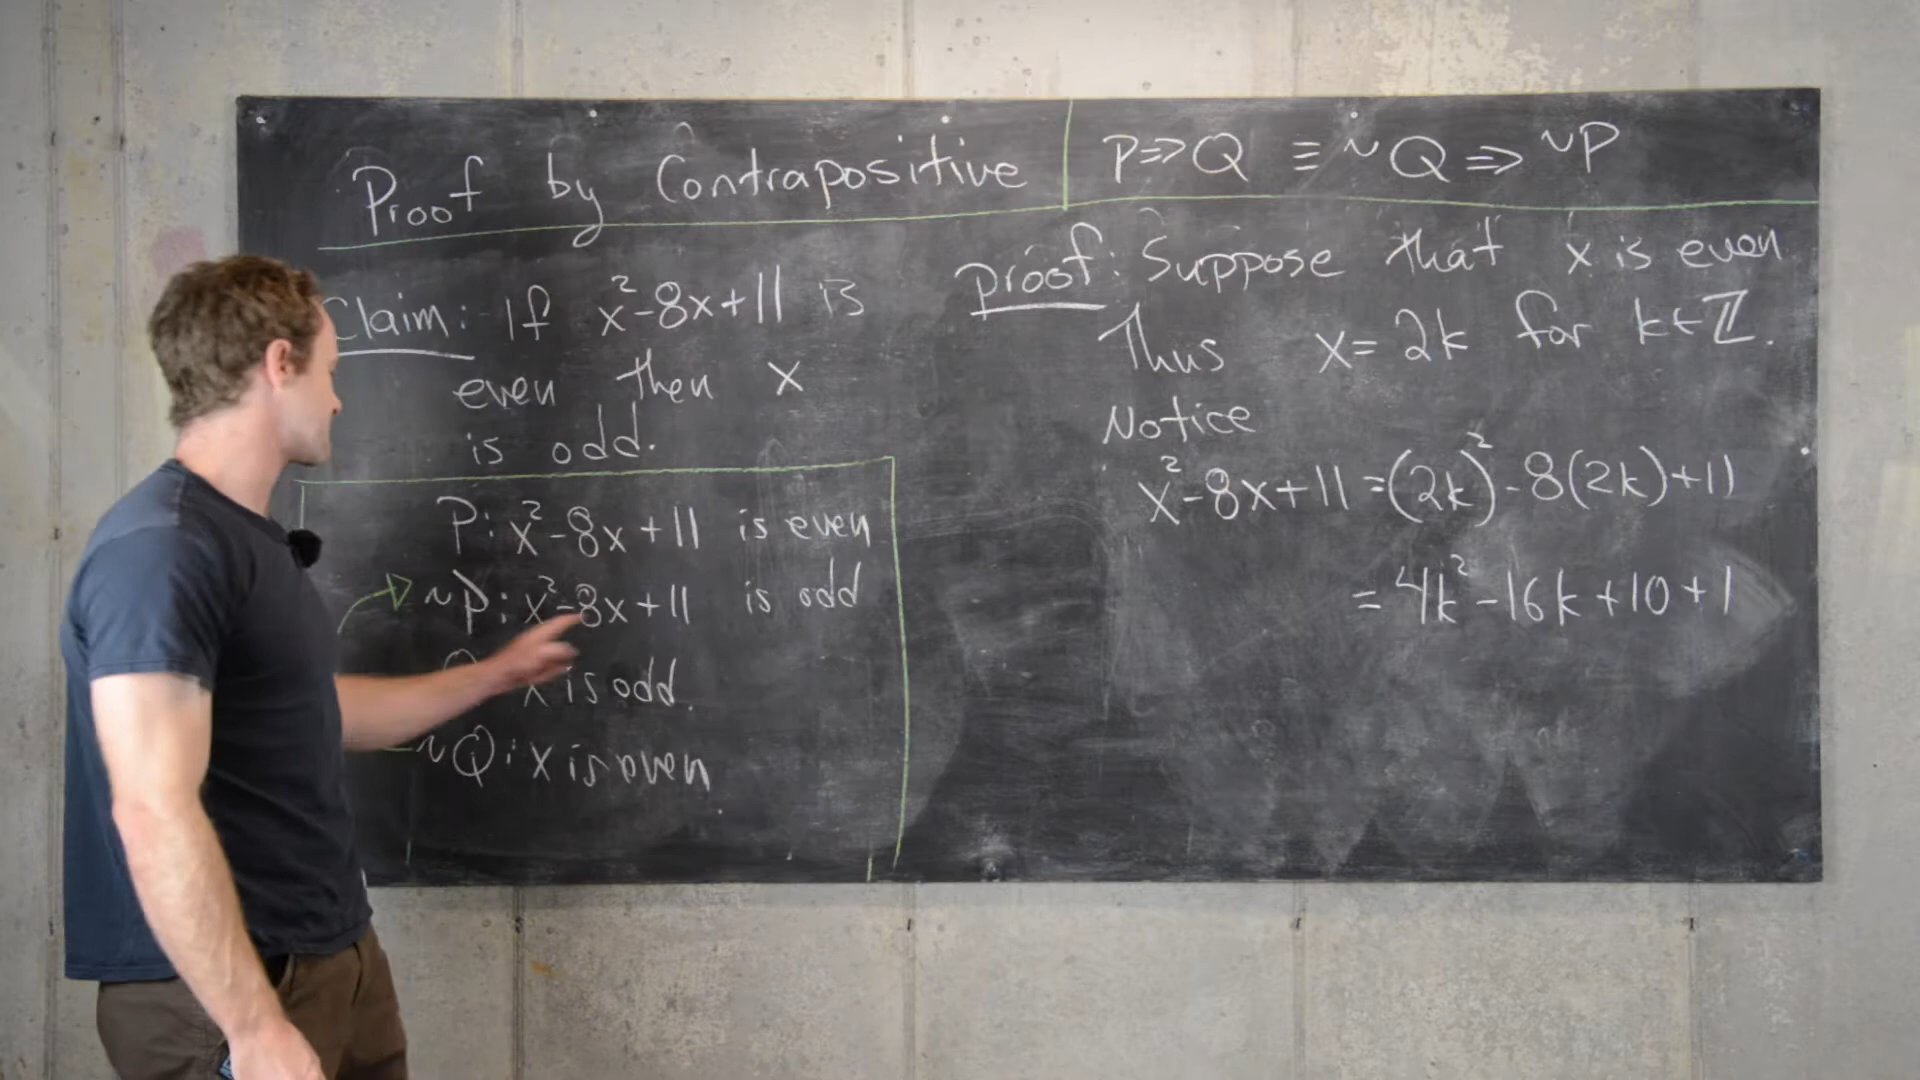 Proof by Contrapositive
P => Q ≡ ~Q => ~P
Claim: If x²-8x+11 is
even then x
is odd.
P: x²-8x+11 is even
~P: x²-8x+11 is odd
x is odd.
~Q: x is even
proof: Suppose that x is even
Thus x = 2k for k∈ℤ.
Notice
x²-8x+11 = (2k)²-8(2k)+11
= 4k²-16k+10+1